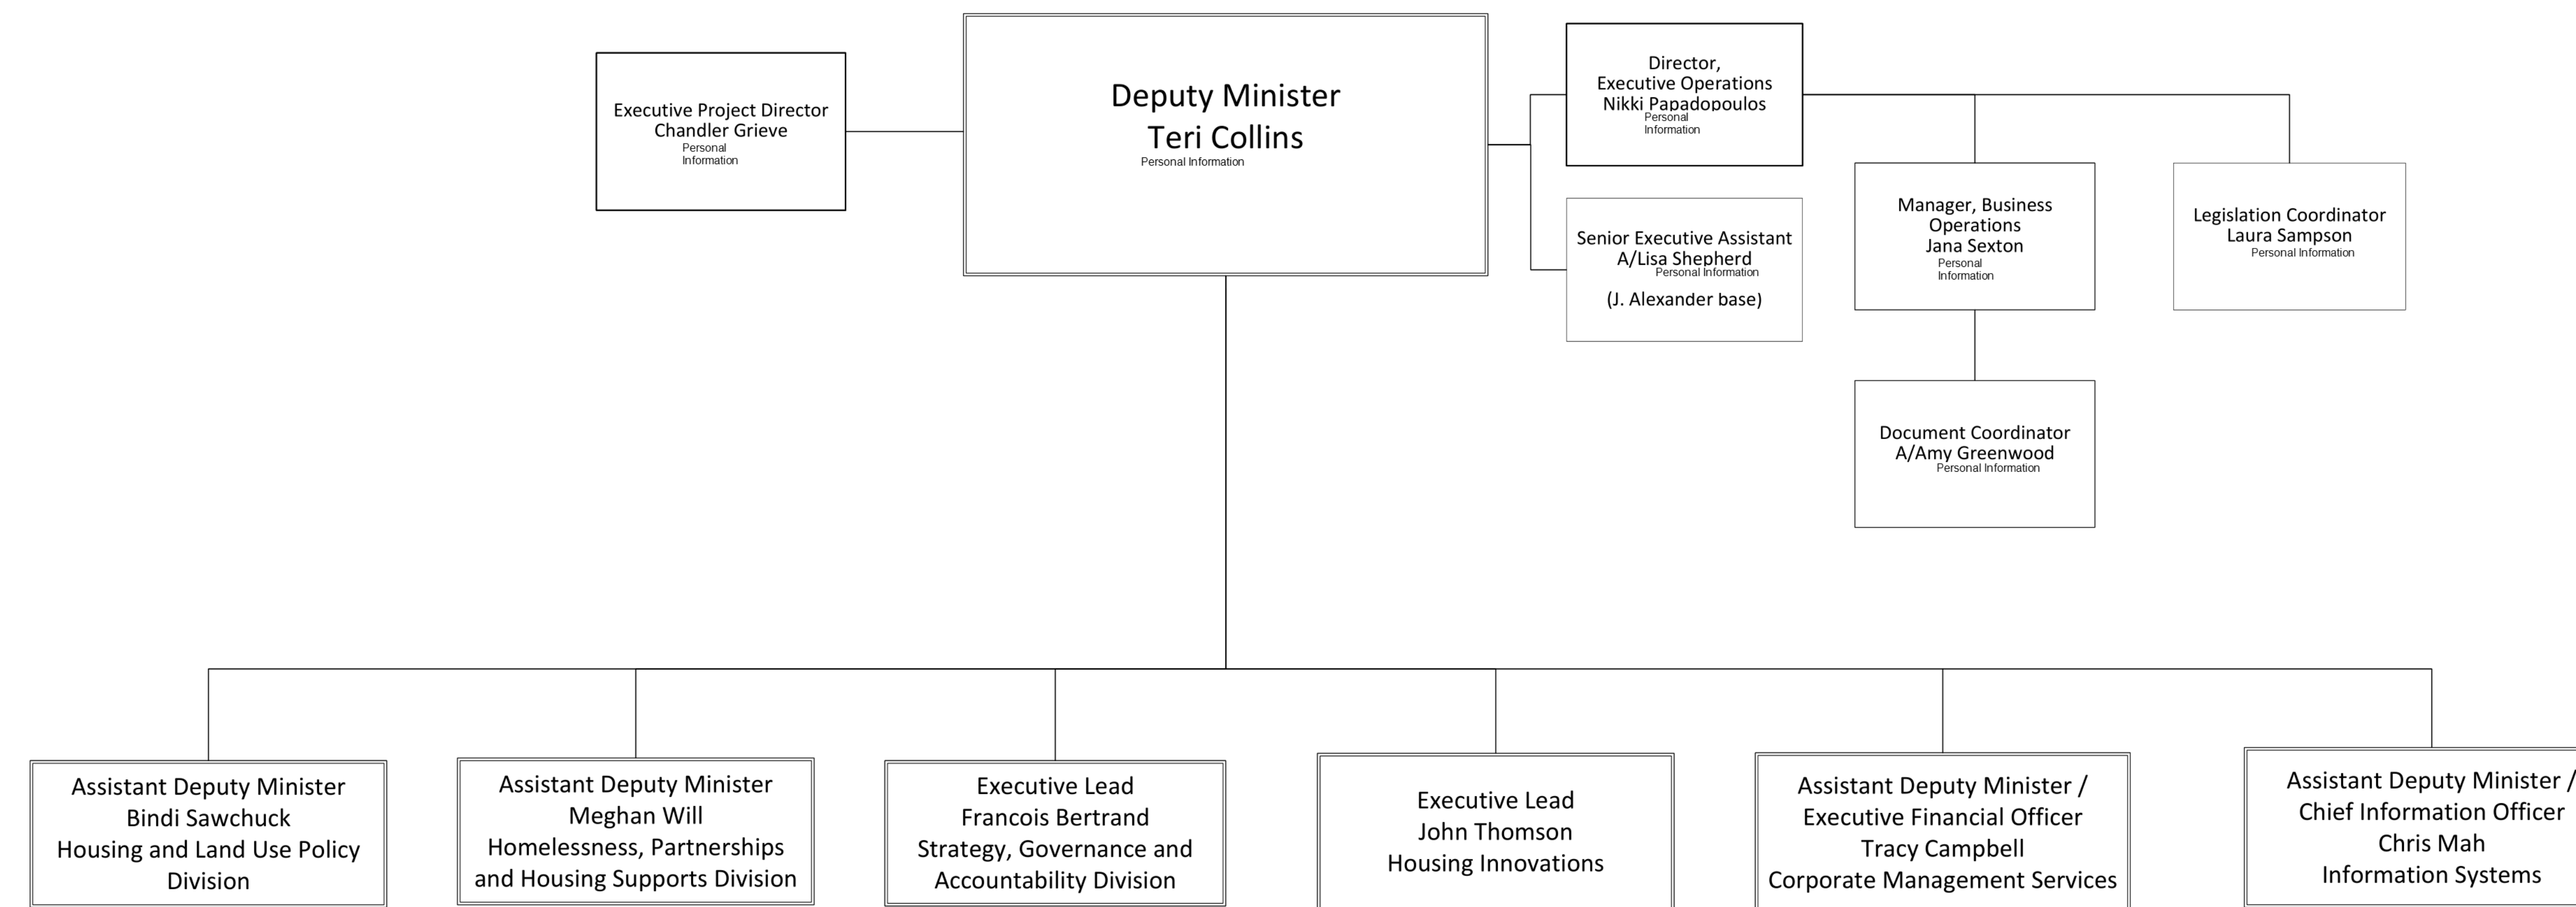 Executive Project Director
Chandler Grieve
Personal
Information
Deputy Minister
Teri Collins
Personal Information
Director,
Executive Operations
Nikki Papadopoulos
Personal
Information
Senior Executive Assistant
A/Lisa Shepherd
Personal Information
(J. Alexander base)
Manager, Business
Operations
Jana Sexton
Personal
Information
Legislation Coordinator
Laura Sampson
Personal Information
Document Coordinator
A/Amy Greenwood
Personal Information
Assistant Deputy Minister
Bindi Sawchuck
Housing and Land Use Policy
Division
Assistant Deputy Minister
Meghan Will
Homelessness, Partnerships
and Housing Supports Division
Executive Lead
Francois Bertrand
Strategy, Governance and
Accountability Division
Executive Lead
John Thomson
Housing Innovations
Assistant Deputy Minister /
Executive Financial Officer
Tracy Campbell
Corporate Management Services
Assistant Deputy Minister /
Chief Information Officer
Chris Mah
Information Systems